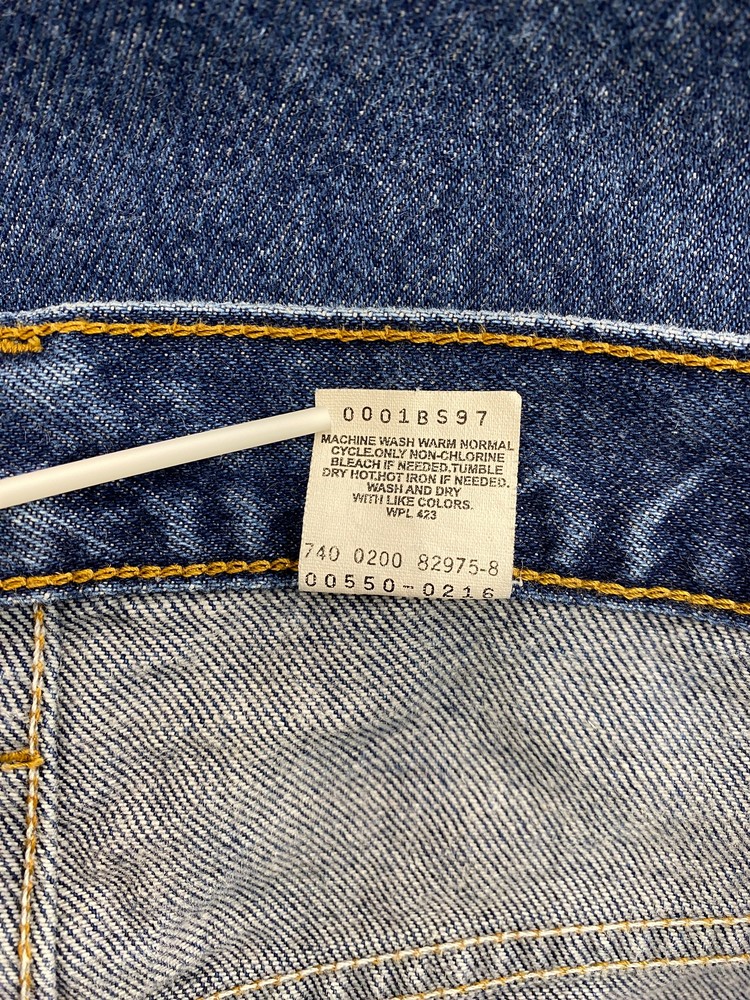 0001BS97
MACHINE WASH WARM NORMAL
CYCLE.ONLY NON-CHLORINE
BLEACH IF NEEDED.TUMBLE
DRY HOT.HOT IRON IF NEEDED.
WASH AND DRY
WITH LIKE COLORS.
WPL 423
740 0200 82975-8
00550-0216